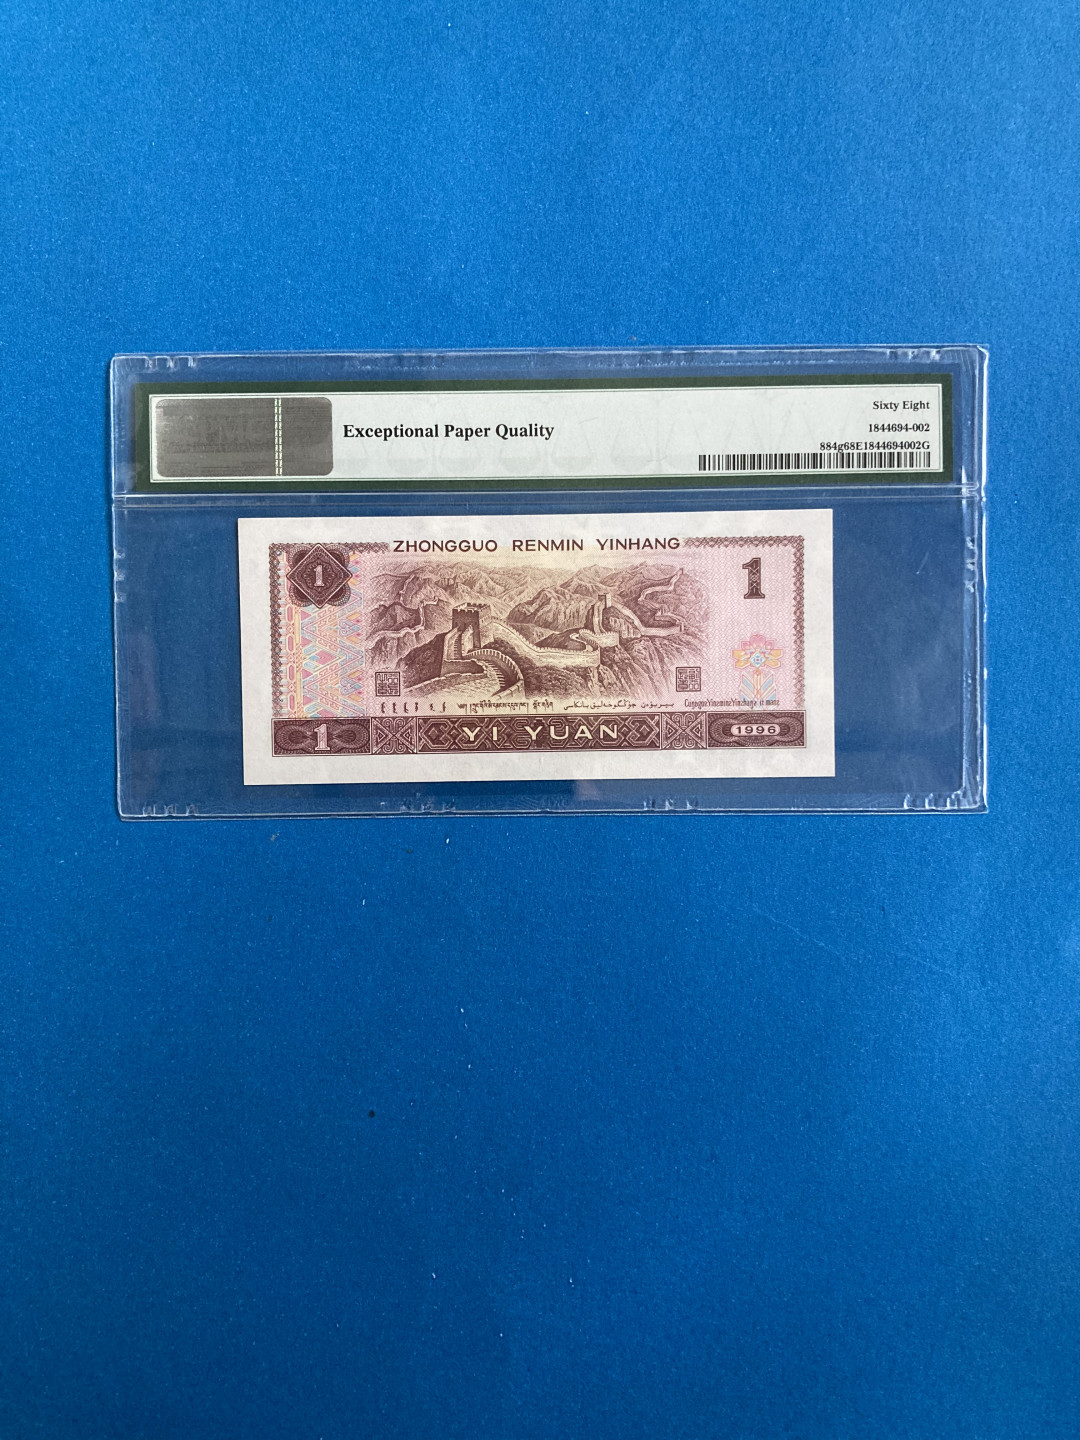 Sixty Eight
Exceptional Paper Quality
1844694-002
884g68E1844694002G
ZHONGGUO RENMIN YINHANG
1
1
1
YI YUAN
1996